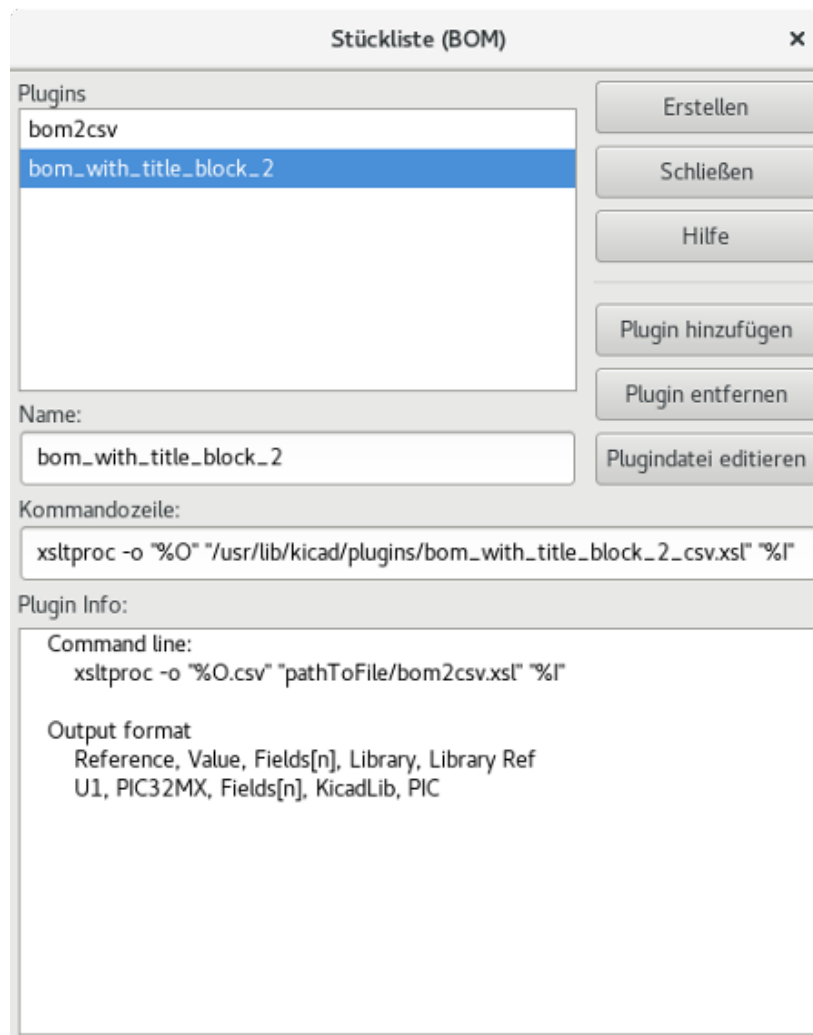 Stückliste (BOM)
Plugins
bom2csv
bom_with_title_block_2
Erstellen
Schließen
Hilfe
Plugin hinzufügen
Plugin entfernen
Plugindatei editieren
Name:
bom_with_title_block_2
Kommandozeile:
xsltproc -o "%O" "/usr/lib/kicad/plugins/bom_with_title_block_2_csv.xsl" "%I"
Plugin Info:
Command line:
xsltproc -o "%O.csv" "pathToFile/bom2csv.xsl" "%I"
Output format
Reference, Value, Fields[n], Library, Library Ref
U1, PIC32MX, Fields[n], KicadLib, PIC